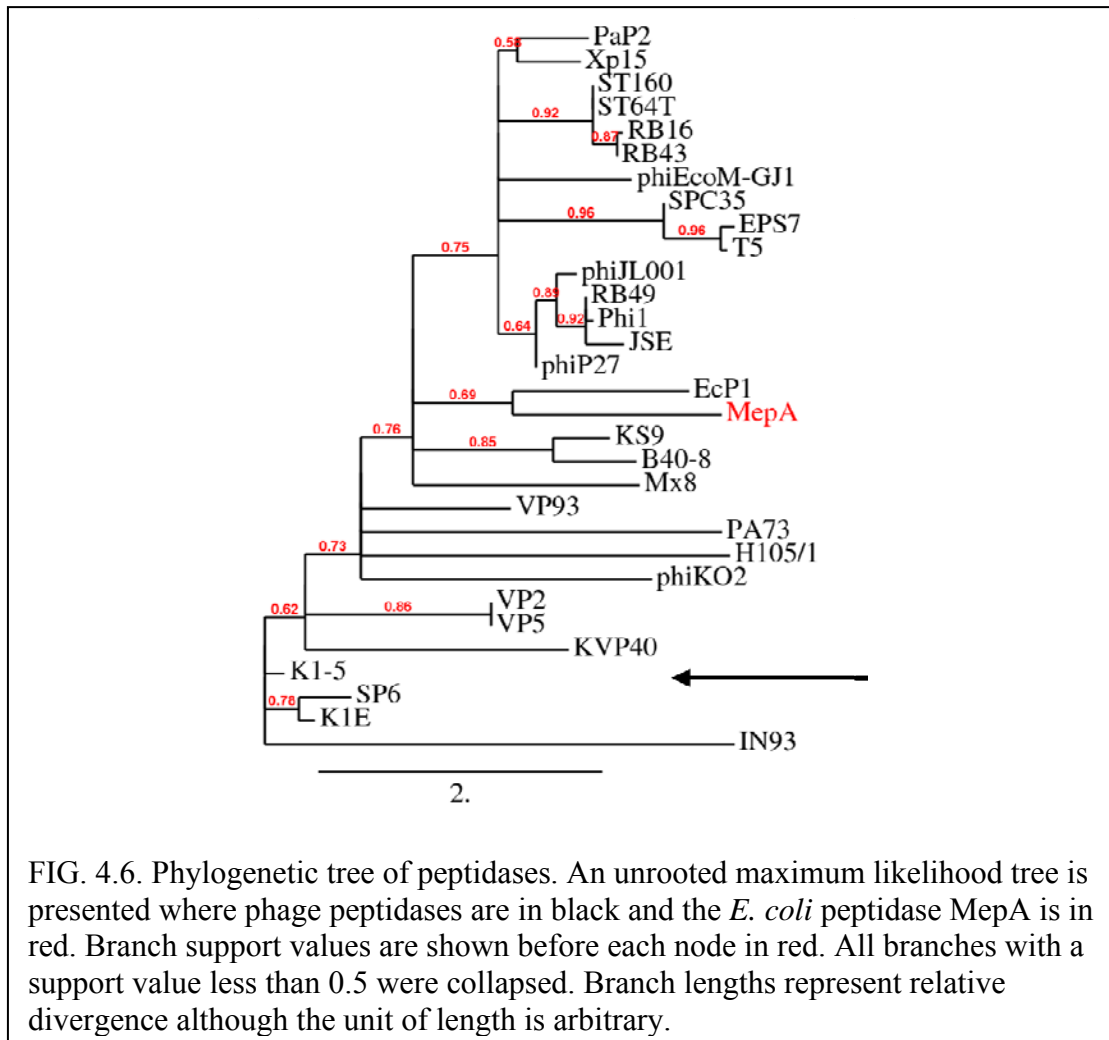 PaP2
0.58
Xp15
ST160
ST64T
0.92
RB16
0.87
RB43
phiEcoM-GJ1
SPC35
0.96
EPS7
0.96
T5
0.75
phiJL001
0.89
RB49
Phi1
0.92
0.64
JSE
phiP27
EcP1
0.69
MepA
0.76
KS9
0.85
B40-8
Mx8
VP93
PA73
0.73
H105/1
phiKO2
VP2
0.86
0.62
VP5
KVP40
K1-5
SP6
0.78
K1E
IN93
2.
FIG. 4.6. Phylogenetic tree of peptidases. An unrooted maximum likelihood tree is
presented where phage peptidases are in black and the E. coli peptidase MepA is in
red. Branch support values are shown before each node in red. All branches with a
support value less than 0.5 were collapsed. Branch lengths represent relative
divergence although the unit of length is arbitrary.